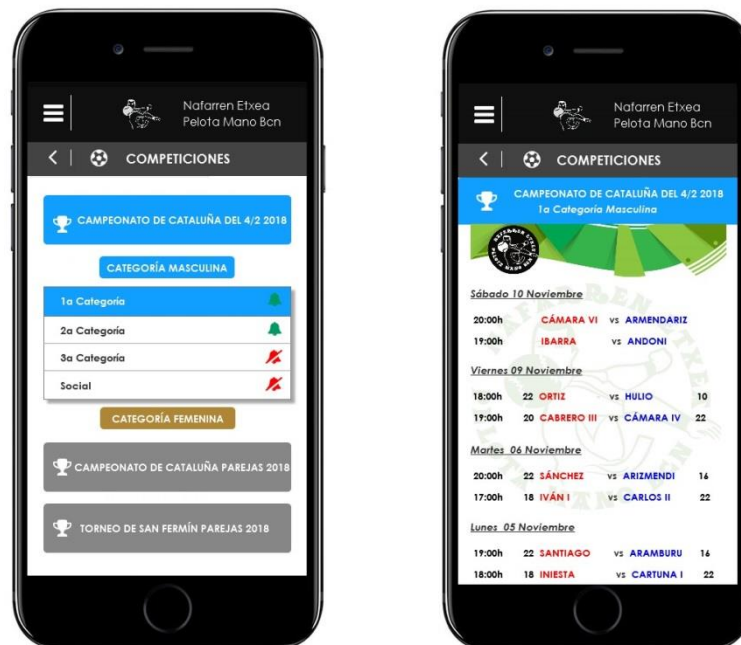 Nafarren Etxea
Pelota Mano Bcn
COMPETICIONES
CAMPEONATO DE CATALUÑA DEL 4/2 2018
CATEGORÍA MASCULINA
1a Categoría
2a Categoría
3a Categoría
Social
CATEGORÍA FEMENINA
CAMPEONATO DE CATALUÑA PAREJAS 2018
TORNEO DE SAN FERMÍN PAREJAS 2018
Nafarren Etxea
Pelota Mano Bcn
COMPETICIONES
CAMPEONATO DE CATALUÑA DEL 4/2 2018
1a Categoría Masculina
Sábado 10 Noviembre
20:00h CÁMARA VI vs ARMENDARIZ
19:00h IBARRA vs ANDONI
Viernes 09 Noviembre
18:00h 22 ORTIZ vs HULIO 10
19:00h 20 CABRERO III vs CÁMARA IV 22
Martes 06 Noviembre
20:00h 22 SÁNCHEZ vs ARIZMENDI 16
17:00h 18 IVÁN I vs CARLOS II 22
Lunes 05 Noviembre
19:00h 22 SANTIAGO vs ARAMBURU 16
18:00h 18 INIESTA vs CARTUNA I 22
NAFARREN ETXEA
PELOTA MANO BCN